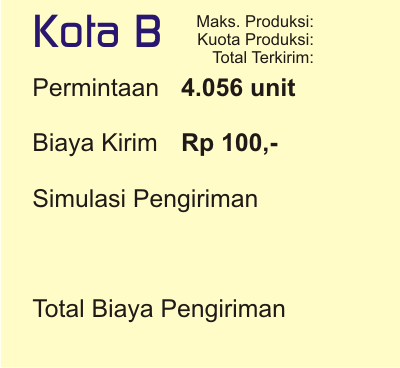 Kota B
Maks. Produksi:
Kuota Produksi:
Total Terkirim:
Permintaan 4.056 unit
Biaya Kirim Rp 100,-
Simulasi Pengiriman
Total Biaya Pengiriman